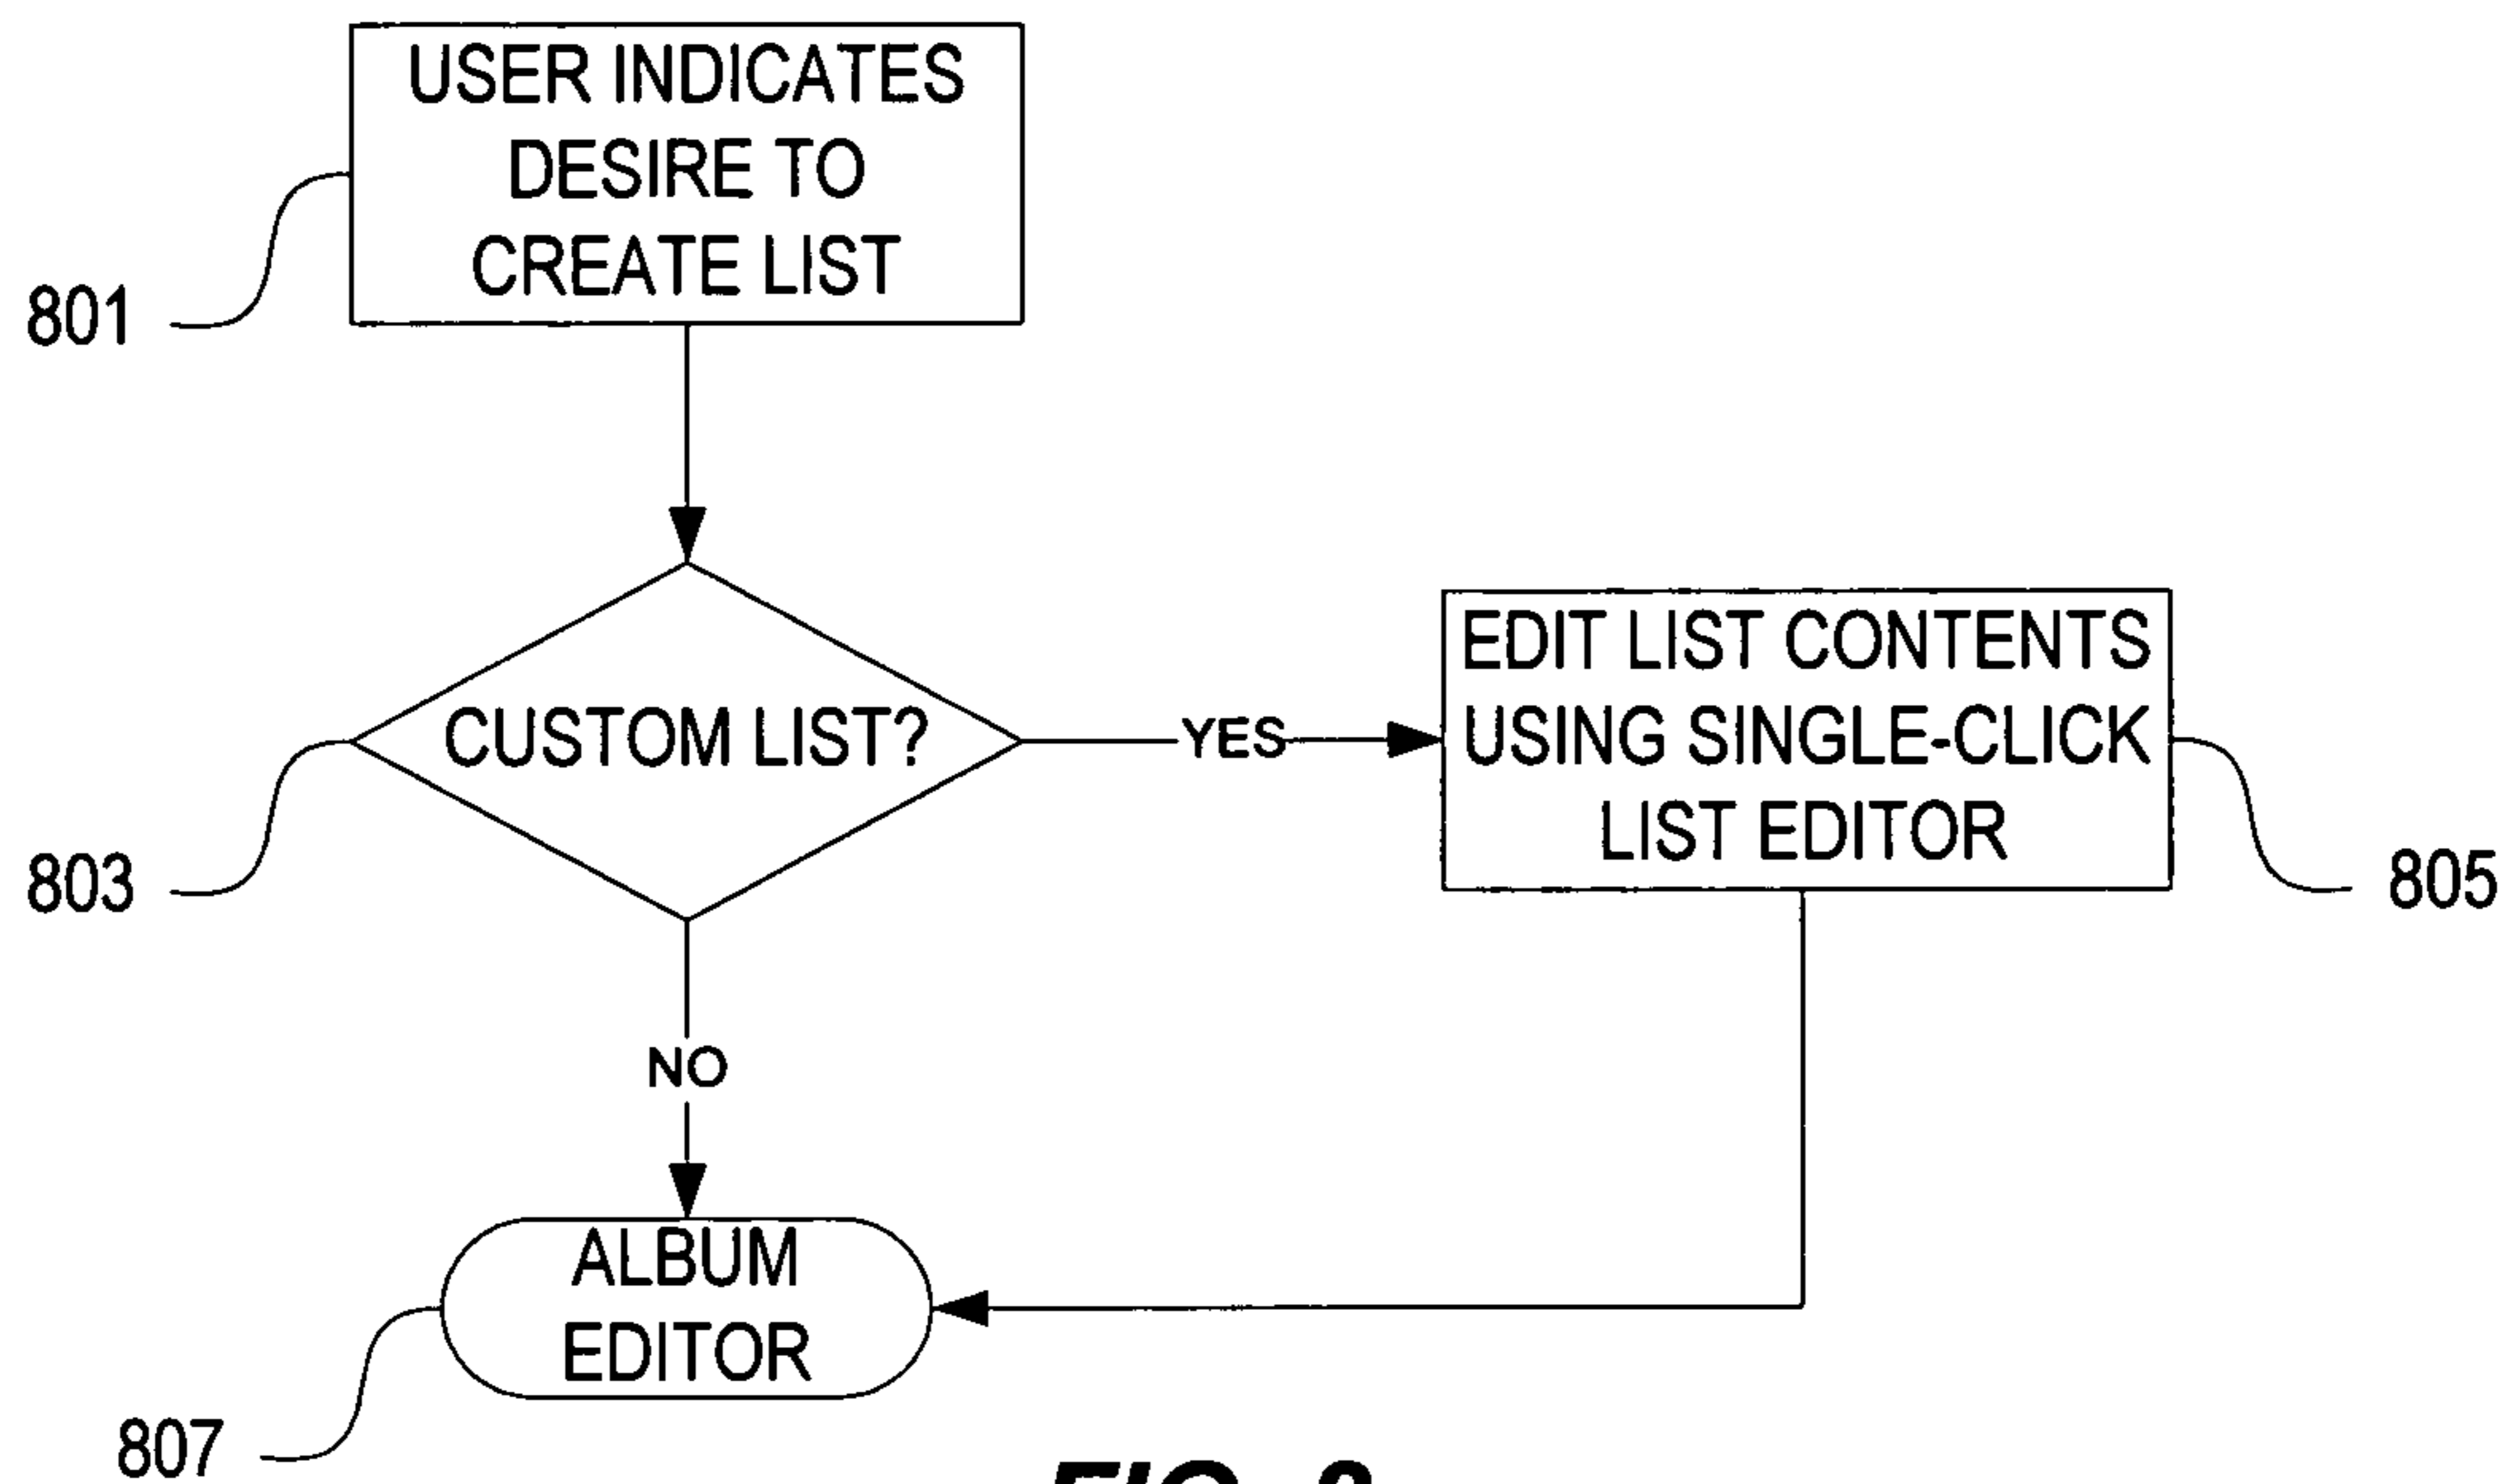 USER INDICATES
DESIRE TO
CREATE LIST
801
CUSTOM LIST?
803
YES
EDIT LIST CONTENTS
USING SINGLE-CLICK
LIST EDITOR
805
NO
ALBUM
EDITOR
807